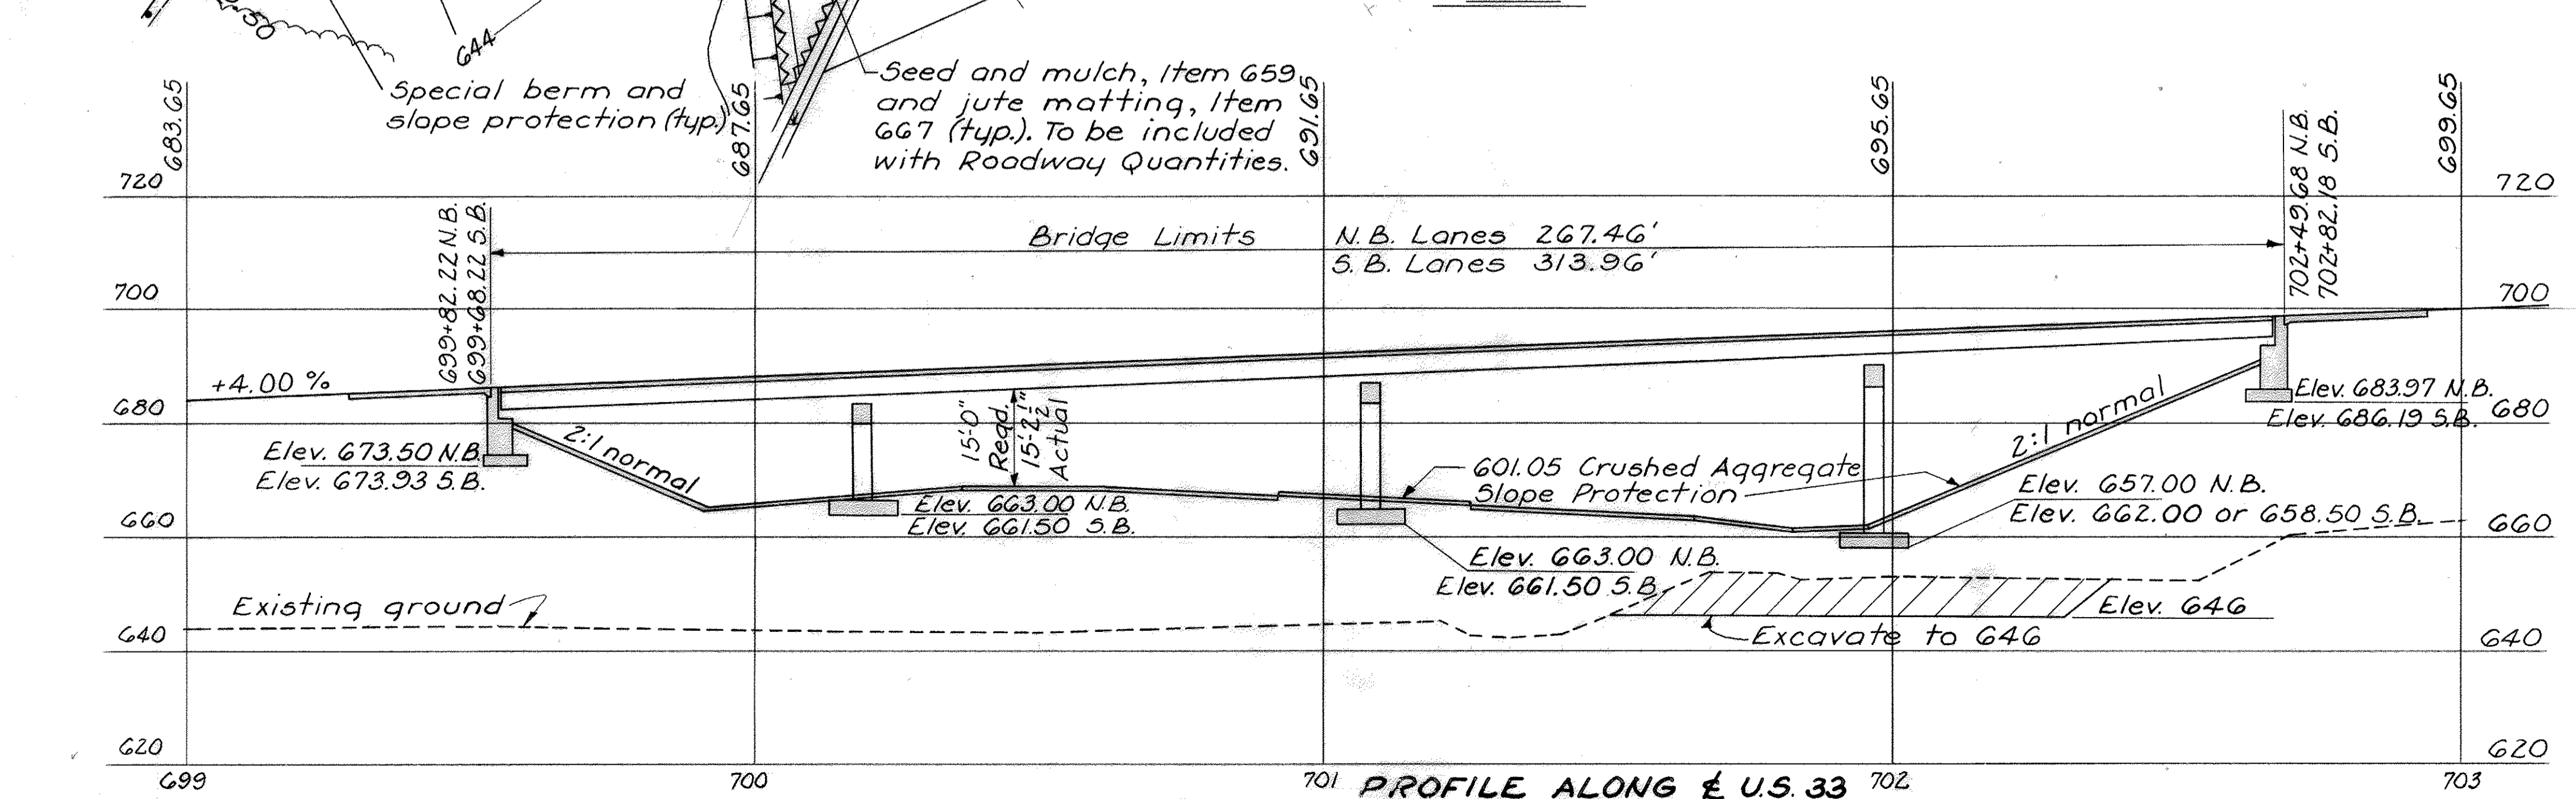 50
644
Special berm and
slope protection (typ.)
Seed and mulch, Item 659
and jute matting, Item
667 (typ.). To be included
with Roadway Quantities.
683.65
687.65
691.65
695.65
699.65
720
720
699+82.22 N.B.
699+68.22 S.B.
Bridge Limits
N.B. Lanes 267.46'
S.B. Lanes 313.96'
702+49.68 N.B.
702+82.18 S.B.
700
700
+4.00 %
680
680
15'-0"
Reqd.
15'-2½"
Actual
Elev. 673.50 N.B.
Elev. 673.93 S.B.
2:1 normal
2:1 normal
Elev. 683.97 N.B.
Elev. 686.19 S.B.
601.05 Crushed Aggregate
Slope Protection
Elev. 663.00 N.B.
Elev. 661.50 S.B.
Elev. 657.00 N.B.
Elev. 662.00 or 658.50 S.B.
660
660
Elev. 663.00 N.B.
Elev. 661.50 S.B.
Existing ground
Elev. 646
Excavate to 646
640
640
620
620
699
700
701
702
703
PROFILE ALONG ℄ U.S. 33